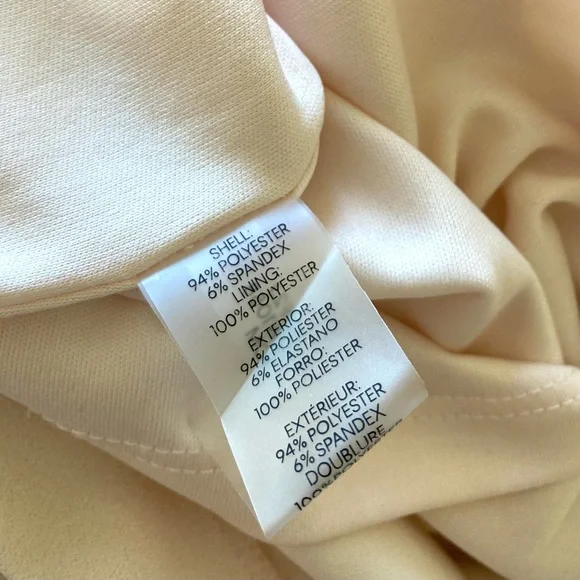 SHELL:
94% POLYESTER
6% SPANDEX
LINING:
100% POLYESTER
EXTERIOR:
94% POLIESTER
6% ELASTANO
FORRO:
100% POLIESTER
EXTÉRIEUR:
94% POLYESTER
6% SPANDEX
DOUBLURE
100%